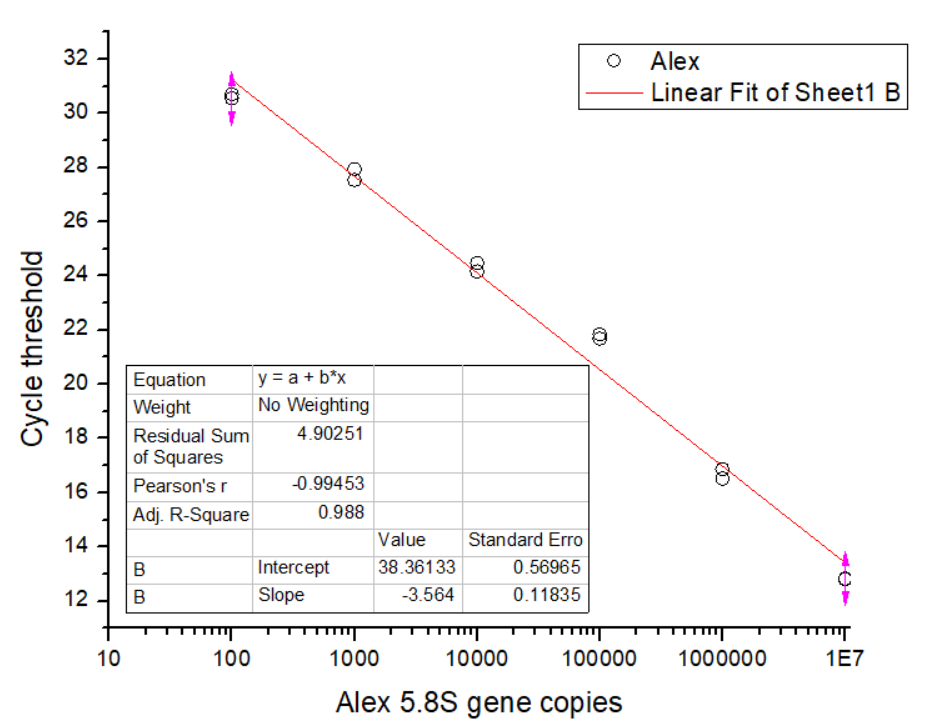 Alex
Linear Fit of Sheet1 B
32
30
28
26
24
22
20
18
16
14
12
Cycle threshold
Equation y = a + b*x
Weight No Weighting
Residual Sum
of Squares 4.90251
Pearson's r -0.99453
Adj. R-Square 0.988
Value Standard Erro
B Intercept 38.36133 0.56965
B Slope -3.564 0.11835
10 100 1000 10000 100000 1000000 1E7
Alex 5.8S gene copies